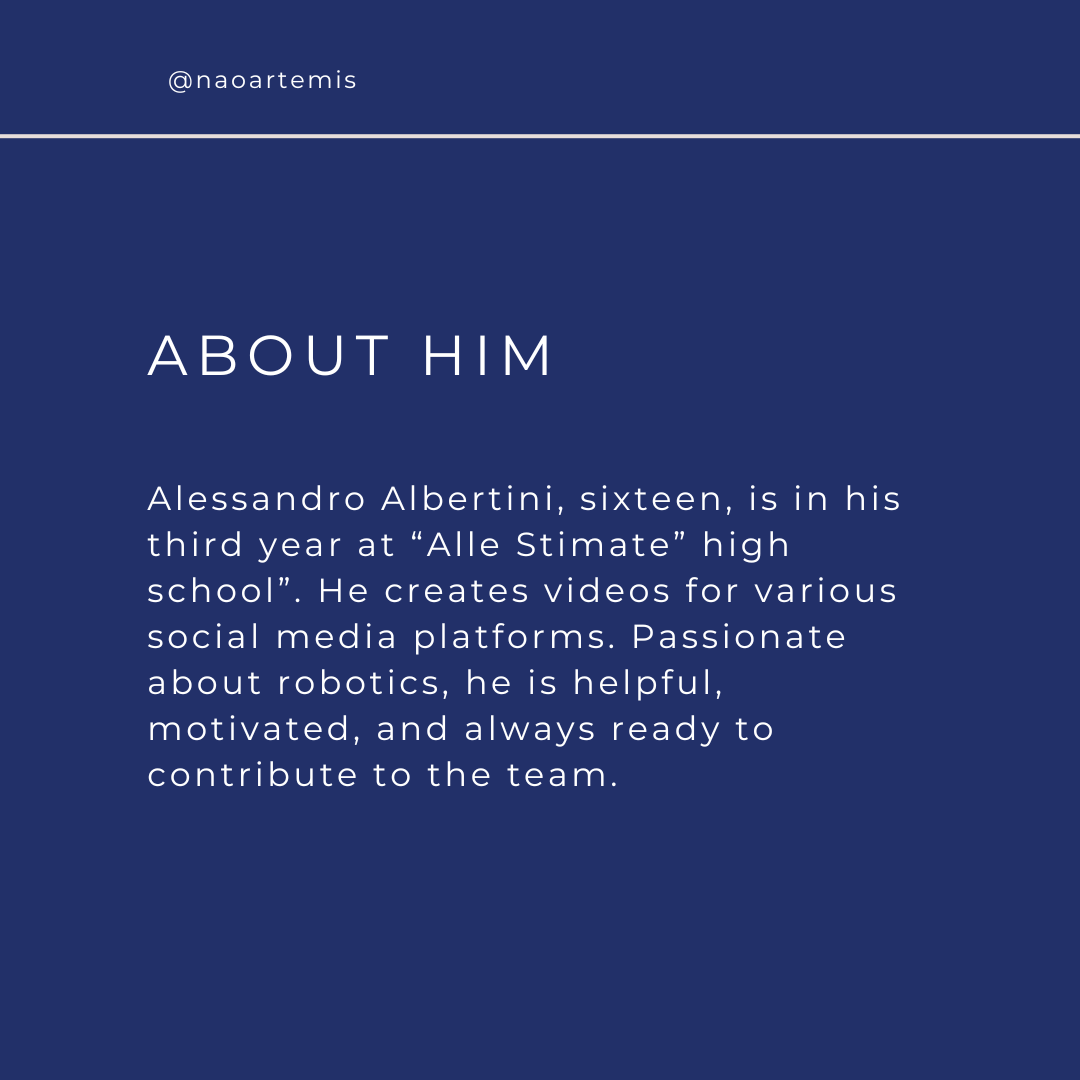 @naoartemis
ABOUT HIM
Alessandro Albertini, sixteen, is in his
third year at “Alle Stimate” high
school”. He creates videos for various
social media platforms. Passionate
about robotics, he is helpful,
motivated, and always ready to
contribute to the team.